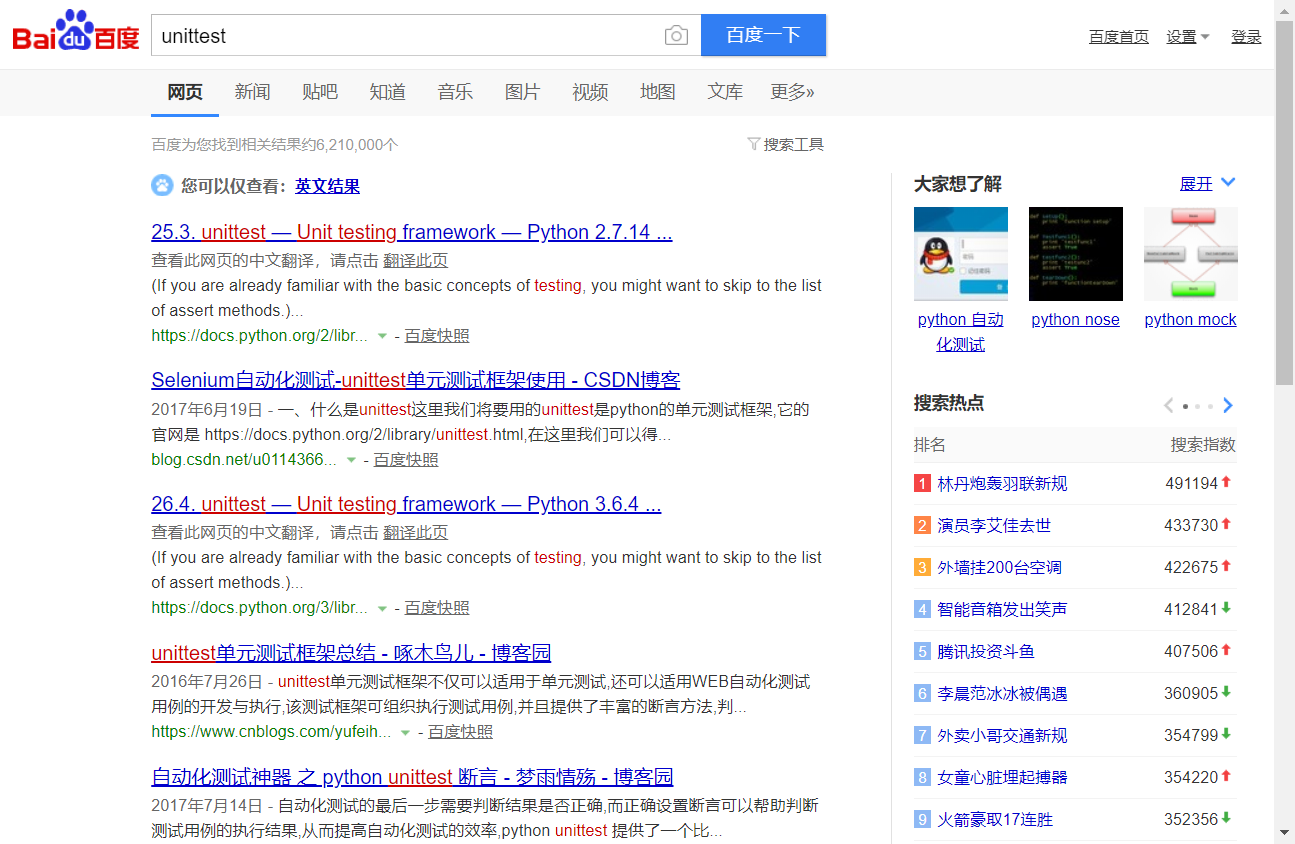 Bai du 百度
unittest
百度一下
百度首页 设置 登录
网页 新闻 贴吧 知道 音乐 图片 视频 地图 文库 更多»
百度为您找到相关结果约6,210,000个
搜索工具
您可以仅查看：英文结果
25.3. unittest — Unit testing framework — Python 2.7.14 ...
查看此网页的中文翻译，请点击 翻译此页
(If you are already familiar with the basic concepts of testing, you might want to skip to the list
of assert methods.)...
https://docs.python.org/2/libr... - 百度快照
Selenium自动化测试-unittest单元测试框架使用 - CSDN博客
2017年6月19日 - 一、什么是unittest这里我们将要用的unittest是python的单元测试框架,它的
官网是 https://docs.python.org/2/library/unittest.html,在这里我们可以得...
blog.csdn.net/u0114366... - 百度快照
26.4. unittest — Unit testing framework — Python 3.6.4 ...
查看此网页的中文翻译，请点击 翻译此页
(If you are already familiar with the basic concepts of testing, you might want to skip to the list
of assert methods.)...
https://docs.python.org/3/libr... - 百度快照
unittest单元测试框架总结 - 啄木鸟儿 - 博客园
2016年7月26日 - unittest单元测试框架不仅可以适用于单元测试,还可以适用WEB自动化测试
用例的开发与执行,该测试框架可组织执行测试用例,并且提供了丰富的断言方法,判...
https://www.cnblogs.com/yufeih... - 百度快照
自动化测试神器 之 python unittest 断言 - 梦雨情殇 - 博客园
2017年7月14日 - 自动化测试的最后一步需要判断结果是否正确,而正确设置断言可以帮助判断
测试用例的执行结果,从而提高自动化测试的效率,python unittest 提供了一个比...
大家想了解 展开
def setup():
print "function setup"
def testfunc1():
print "testfunc1"
assert True
def testfunc2():
print "testfunc2"
assert True
python 自动
化测试
python nose
python mock
搜索热点
排名 搜索指数
1 林丹炮轰羽联新规 491194
2 演员李艾佳去世 433730
3 外墙挂200台空调 422675
4 智能音箱发出笑声 412841
5 腾讯投资斗鱼 407506
6 李晨范冰冰被偶遇 360905
7 外卖小哥交通新规 354799
8 女童心脏埋起搏器 354220
9 火箭豪取17连胜 352356